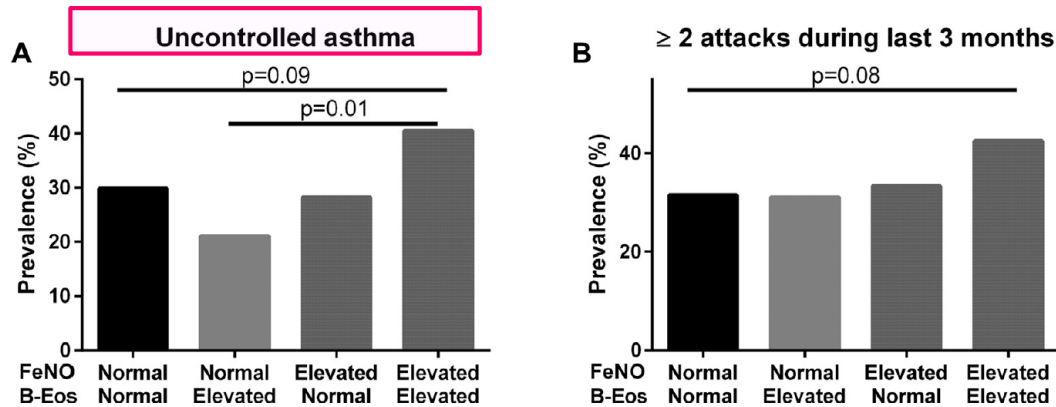 Uncontrolled asthma
A
p=0.09
p=0.01
Prevalence (%)
50
40
30
20
10
0
FeNO Normal Normal Elevated Elevated
B-Eos Normal Elevated Normal Elevated
≥ 2 attacks during last 3 months
B
p=0.08
Prevalence (%)
40
20
0
FeNO Normal Normal Elevated Elevated
B-Eos Normal Elevated Normal Elevated